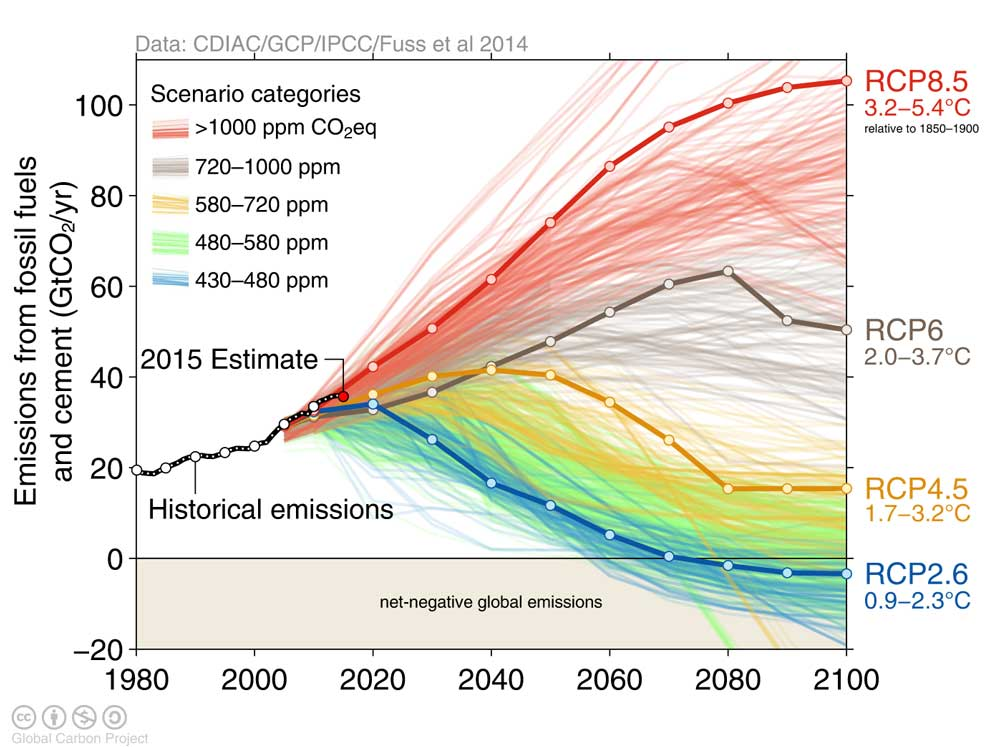 Data: CDIAC/GCP/IPCC/Fuss et al 2014
Scenario categories
>1000 ppm CO₂eq
720–1000 ppm
580–720 ppm
480–580 ppm
430–480 ppm
Emissions from fossil fuels
and cement (GtCO₂/yr)
100
80
60
40
20
0
−20
2015 Estimate
Historical emissions
net-negative global emissions
RCP8.5
3.2–5.4°C
relative to 1850–1900
RCP6
2.0–3.7°C
RCP4.5
1.7–3.2°C
RCP2.6
0.9–2.3°C
1980 2000 2020 2040 2060 2080 2100
cc
Global Carbon Project